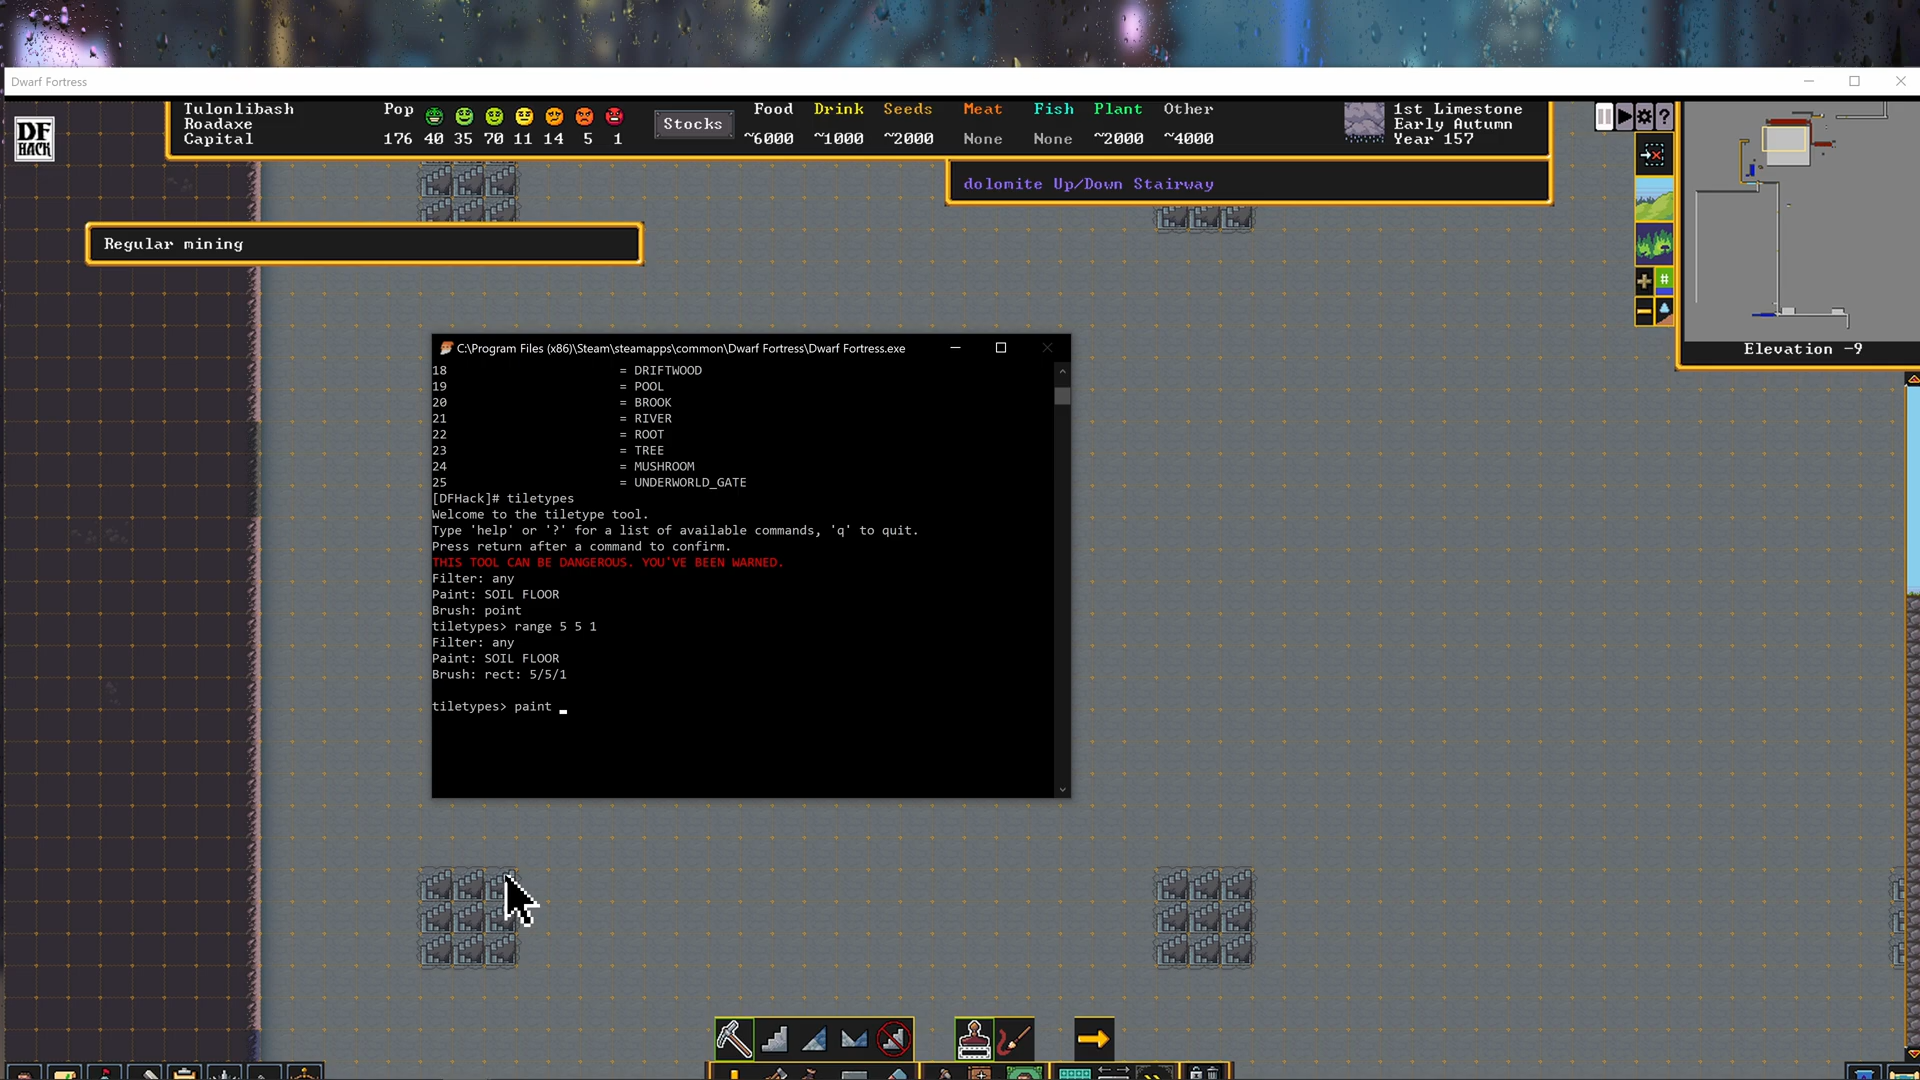 Dwarf Fortress
DF
HACK
Tulonlibash
Roadaxe
Capital
Pop
176 40 35 70 11 14 5 1
Stocks
Food Drink Seeds Meat Fish Plant Other
~6000 ~1000 ~2000 None None ~2000 ~4000
1st Limestone
Early Autumn
Year 157
dolomite Up/Down Stairway
Regular mining
Elevation -9
C:\Program Files (x86)\Steam\steamapps\common\Dwarf Fortress\Dwarf Fortress.exe
18 = DRIFTWOOD
19 = POOL
20 = BROOK
21 = RIVER
22 = ROOT
23 = TREE
24 = MUSHROOM
25 = UNDERWORLD_GATE
[DFHack]# tiletypes
Welcome to the tiletype tool.
Type 'help' or '?' for a list of available commands, 'q' to quit.
Press return after a command to confirm.
THIS TOOL CAN BE DANGEROUS. YOU'VE BEEN WARNED.
Filter: any
Paint: SOIL FLOOR
Brush: point
tiletypes> range 5 5 1
Filter: any
Paint: SOIL FLOOR
Brush: rect: 5/5/1
tiletypes> paint